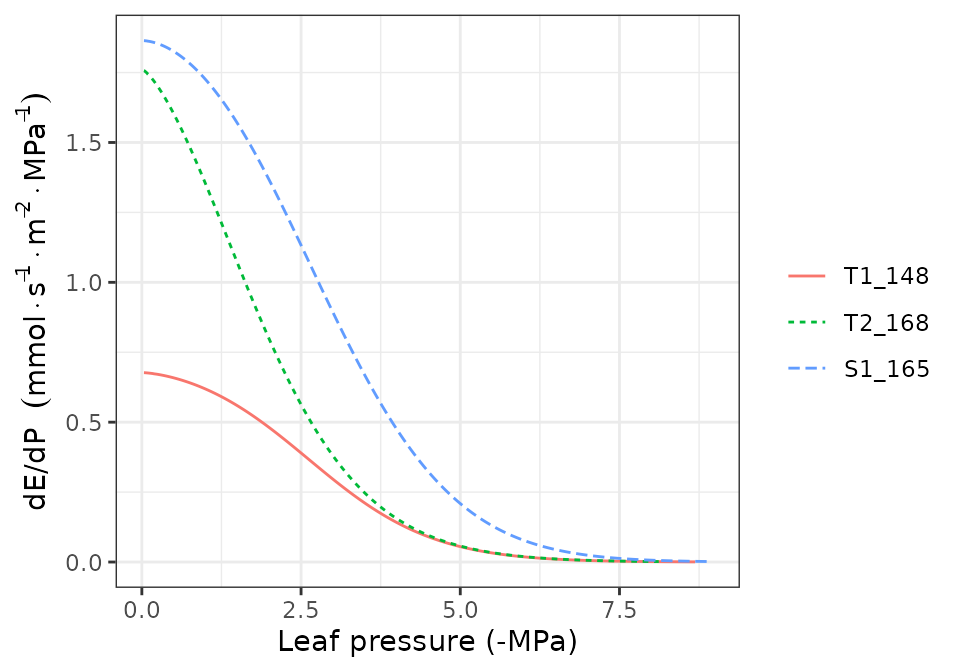 dE/dP (mmol·s⁻¹·m⁻²·MPa⁻¹)
1.5
1.0
0.5
0.0
0.0 2.5 5.0 7.5
Leaf pressure (-MPa)
T1_148
T2_168
S1_165